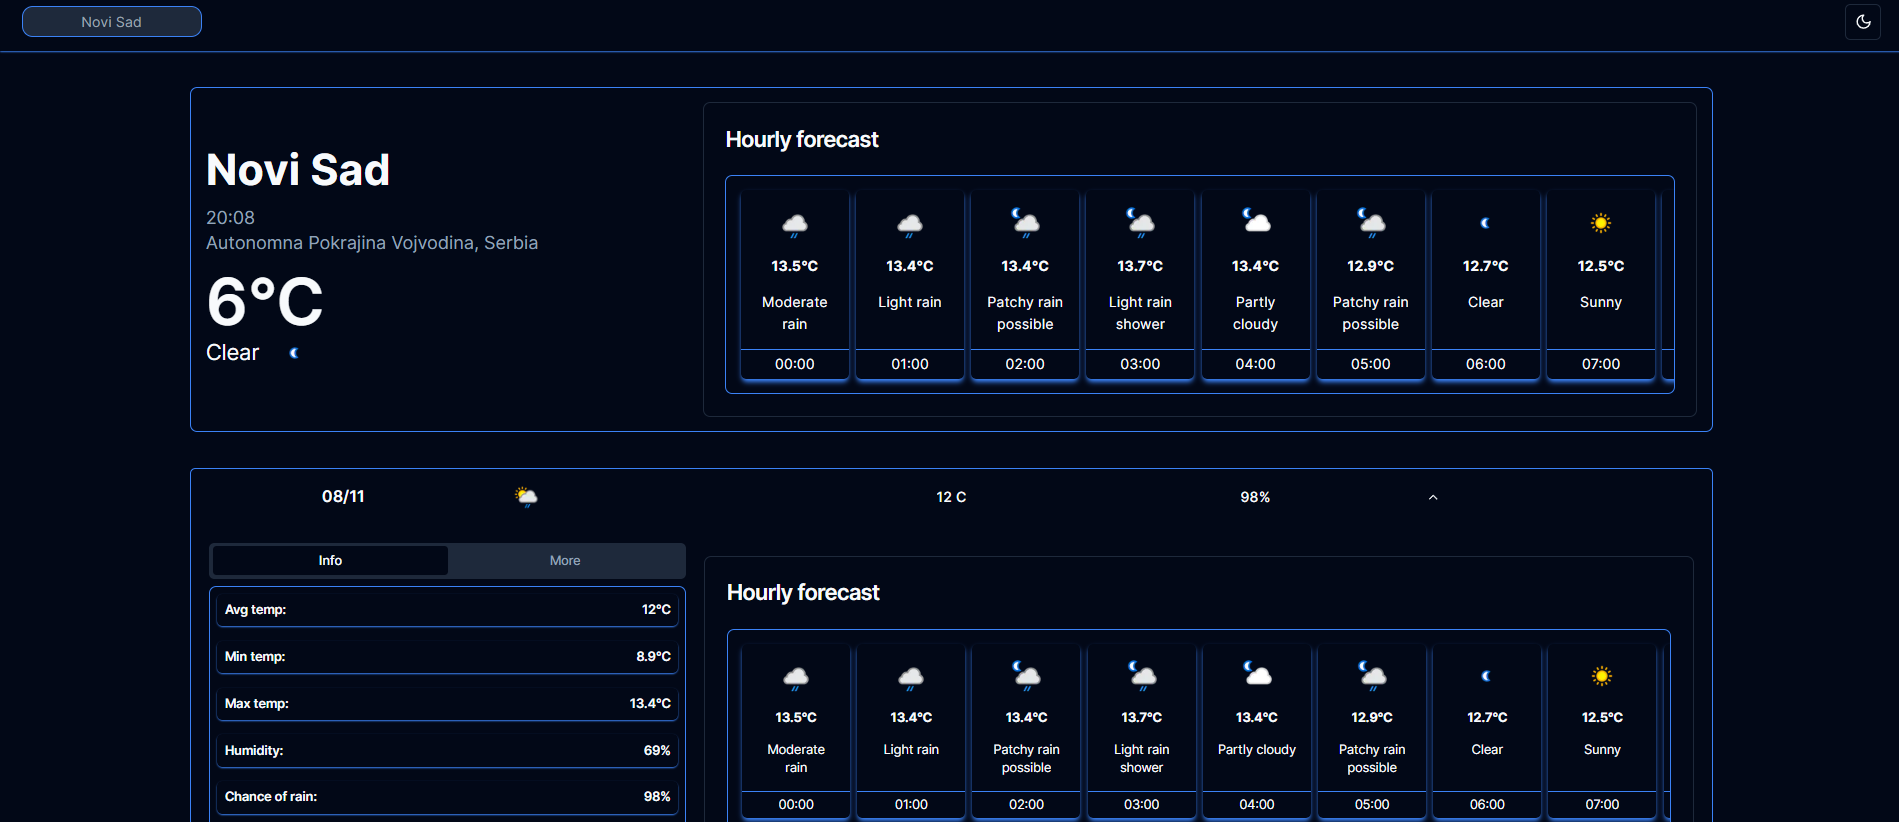 Novi Sad
Novi Sad
20:08
Autonomna Pokrajina Vojvodina, Serbia
6°C
Clear
Hourly forecast
13.5°C 13.4°C 13.4°C 13.7°C 13.4°C 12.9°C 12.7°C 12.5°C
Moderate rain Light rain Patchy rain possible Light rain shower Partly cloudy Patchy rain possible Clear Sunny
00:00 01:00 02:00 03:00 04:00 05:00 06:00 07:00
08/11 12 C 98%
Info More
Avg temp: 12°C
Min temp: 8.9°C
Max temp: 13.4°C
Humidity: 69%
Chance of rain: 98%
Hourly forecast
13.5°C 13.4°C 13.4°C 13.7°C 13.4°C 12.9°C 12.7°C 12.5°C
Moderate rain Light rain Patchy rain possible Light rain shower Partly cloudy Patchy rain possible Clear Sunny
00:00 01:00 02:00 03:00 04:00 05:00 06:00 07:00